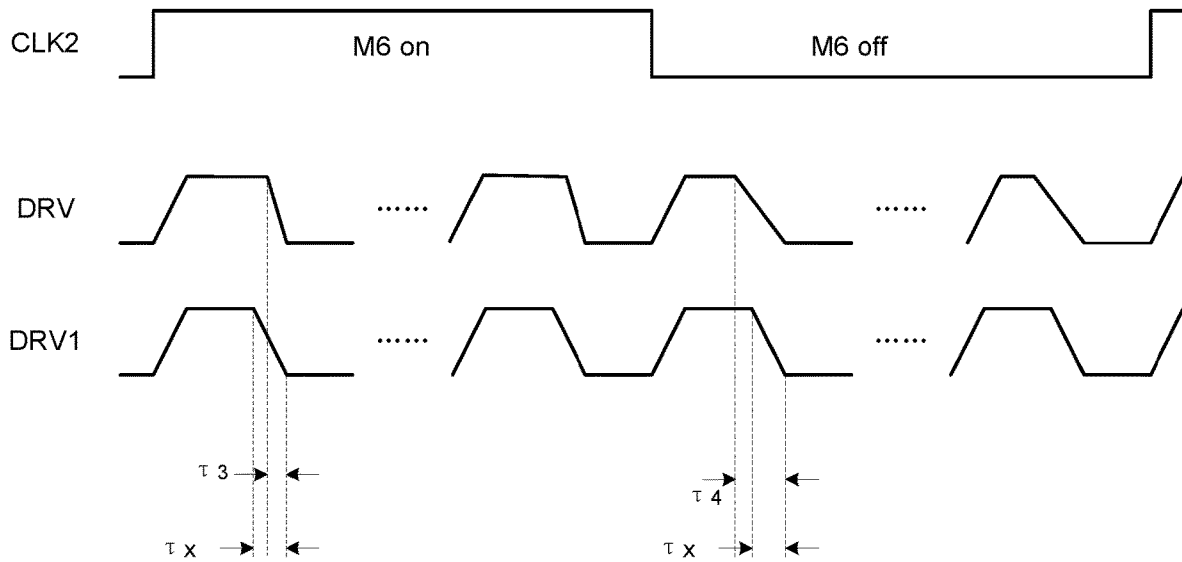 CLK2
M6 on
M6 off
DRV
……
……
DRV1
……
……
τ 3
τ 4
τ x
τ x